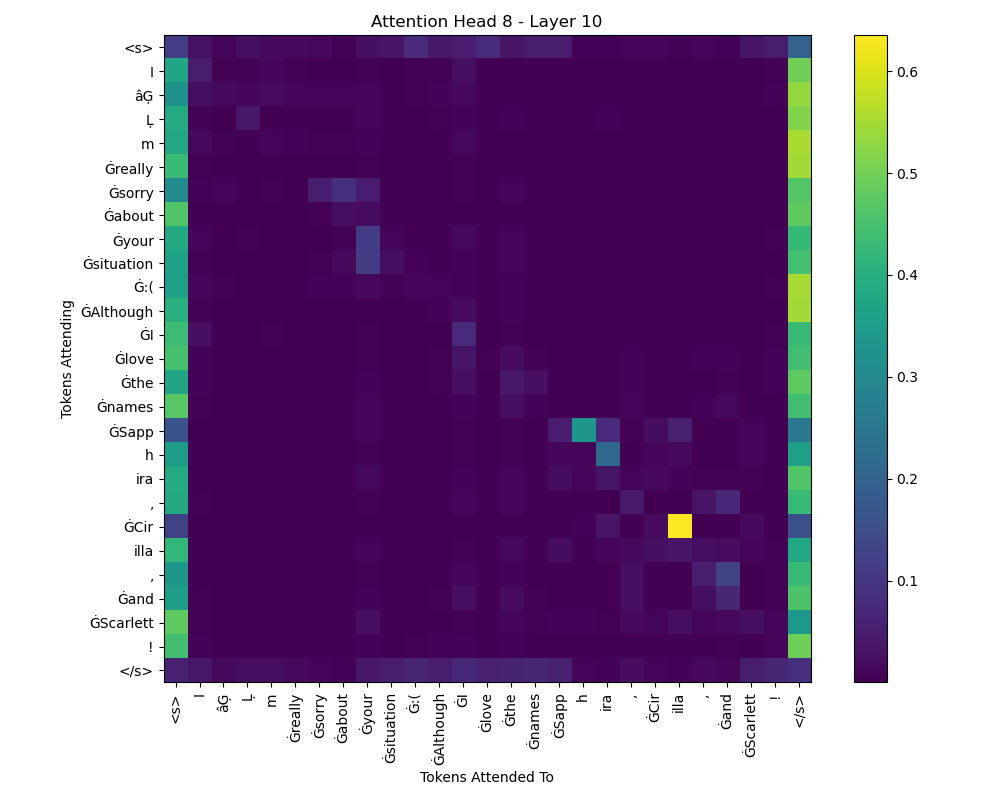 Attention Head 8 - Layer 10
Tokens Attending
<s>
I
âĢ
Ļ
m
Ġreally
Ġsorry
Ġabout
Ġyour
Ġsituation
Ġ:(
ĠAlthough
ĠI
Ġlove
Ġthe
Ġnames
ĠSapp
h
ira
,
ĠCir
illa
,
Ġand
ĠScarlett
!
</s>
<s>
I
âĢ
Ļ
m
Ġreally
Ġsorry
Ġabout
Ġyour
Ġsituation
Ġ:(
ĠAlthough
ĠI
Ġlove
Ġthe
Ġnames
ĠSapp
h
ira
,
ĠCir
illa
,
Ġand
ĠScarlett
!
</s>
Tokens Attended To
0.6
0.5
0.4
0.3
0.2
0.1